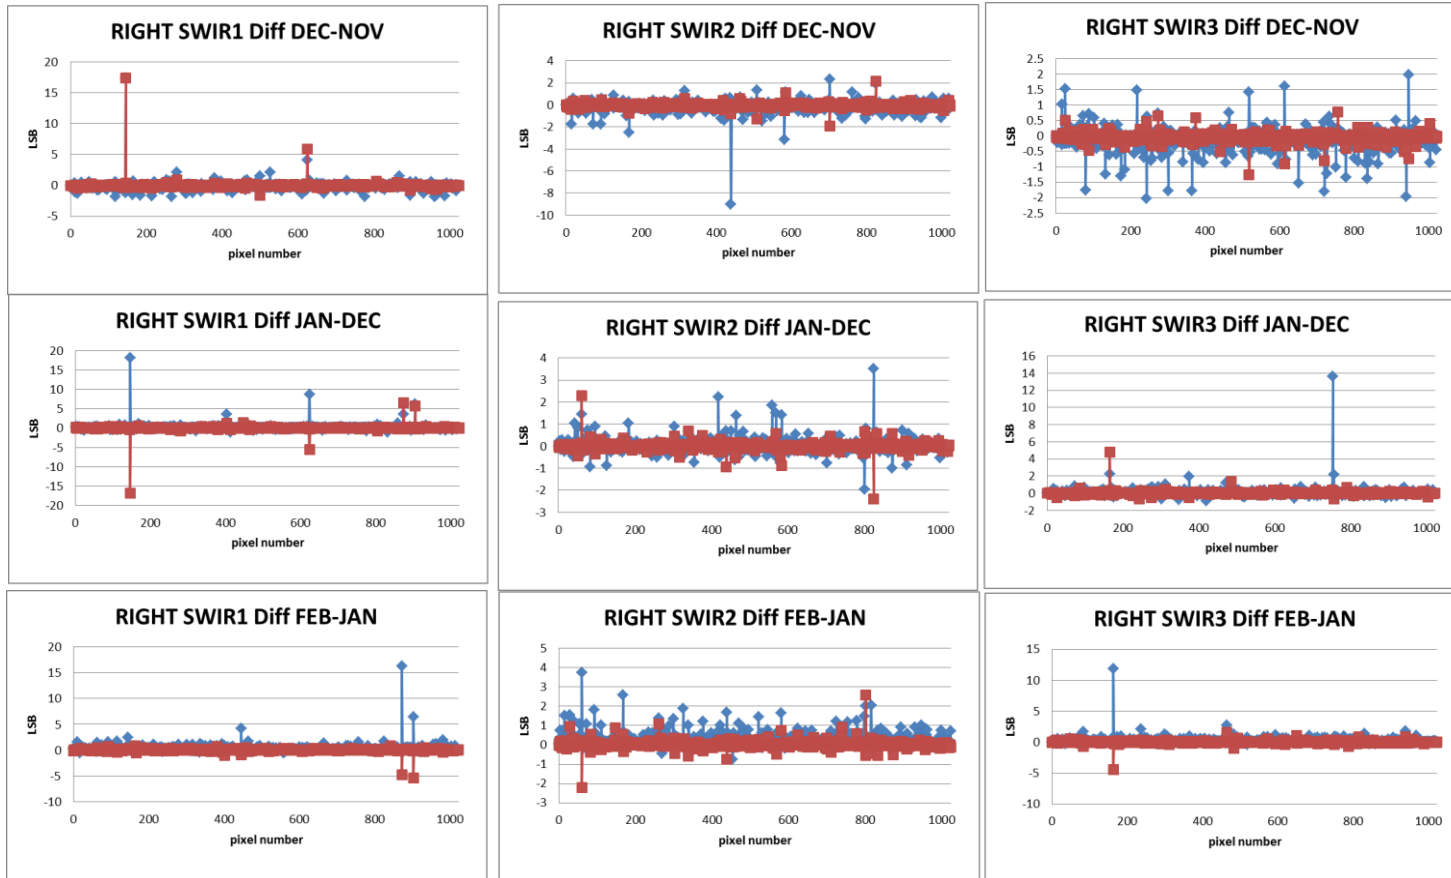 RIGHT SWIR1 Diff DEC-NOV
20
15
10
5
0
-5
LSB
0 200 400 600 800 1000
pixel number
RIGHT SWIR2 Diff DEC-NOV
4
2
0
-2
-4
-6
-8
-10
LSB
0 200 400 600 800 1000
pixel number
RIGHT SWIR3 Diff DEC-NOV
2.5
2
1.5
1
0.5
0
-0.5
-1
-1.5
-2
-2.5
LSB
0 200 400 600 800 1000
pixel number
RIGHT SWIR1 Diff JAN-DEC
20
15
10
5
0
-5
-10
-15
-20
LSB
0 200 400 600 800 1000
pixel number
RIGHT SWIR2 Diff JAN-DEC
4
3
2
1
0
-1
-2
-3
LSB
0 200 400 600 800 1000
pixel number
RIGHT SWIR3 Diff JAN-DEC
16
14
12
10
8
6
4
2
0
-2
LSB
0 200 400 600 800 1000
pixel number
RIGHT SWIR1 Diff FEB-JAN
20
15
10
5
0
-5
-10
LSB
0 200 400 600 800 1000
pixel number
RIGHT SWIR2 Diff FEB-JAN
5
4
3
2
1
0
-1
-2
-3
LSB
0 200 400 600 800 1000
pixel number
RIGHT SWIR3 Diff FEB-JAN
15
10
5
0
-5
-10
LSB
0 200 400 600 800 1000
pixel number